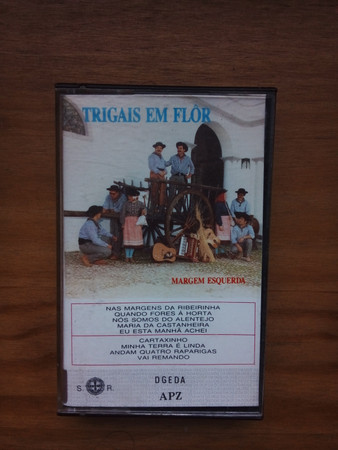 TRIGAIS EM FLÔR
MARGEM ESQUERDA
NAS MARGENS DA RIBEIRINHA
QUANDO FORES À HORTA
NÓS SOMOS DO ALENTEJO
MARIA DA CASTANHEIRA
EU ESTA MANHÃ ACHEI
CARTAXINHO
MINHA TERRA É LINDA
ANDAM QUATRO RAPARIGAS
VAI REMANDO
S. R.
DGEDA
APZ